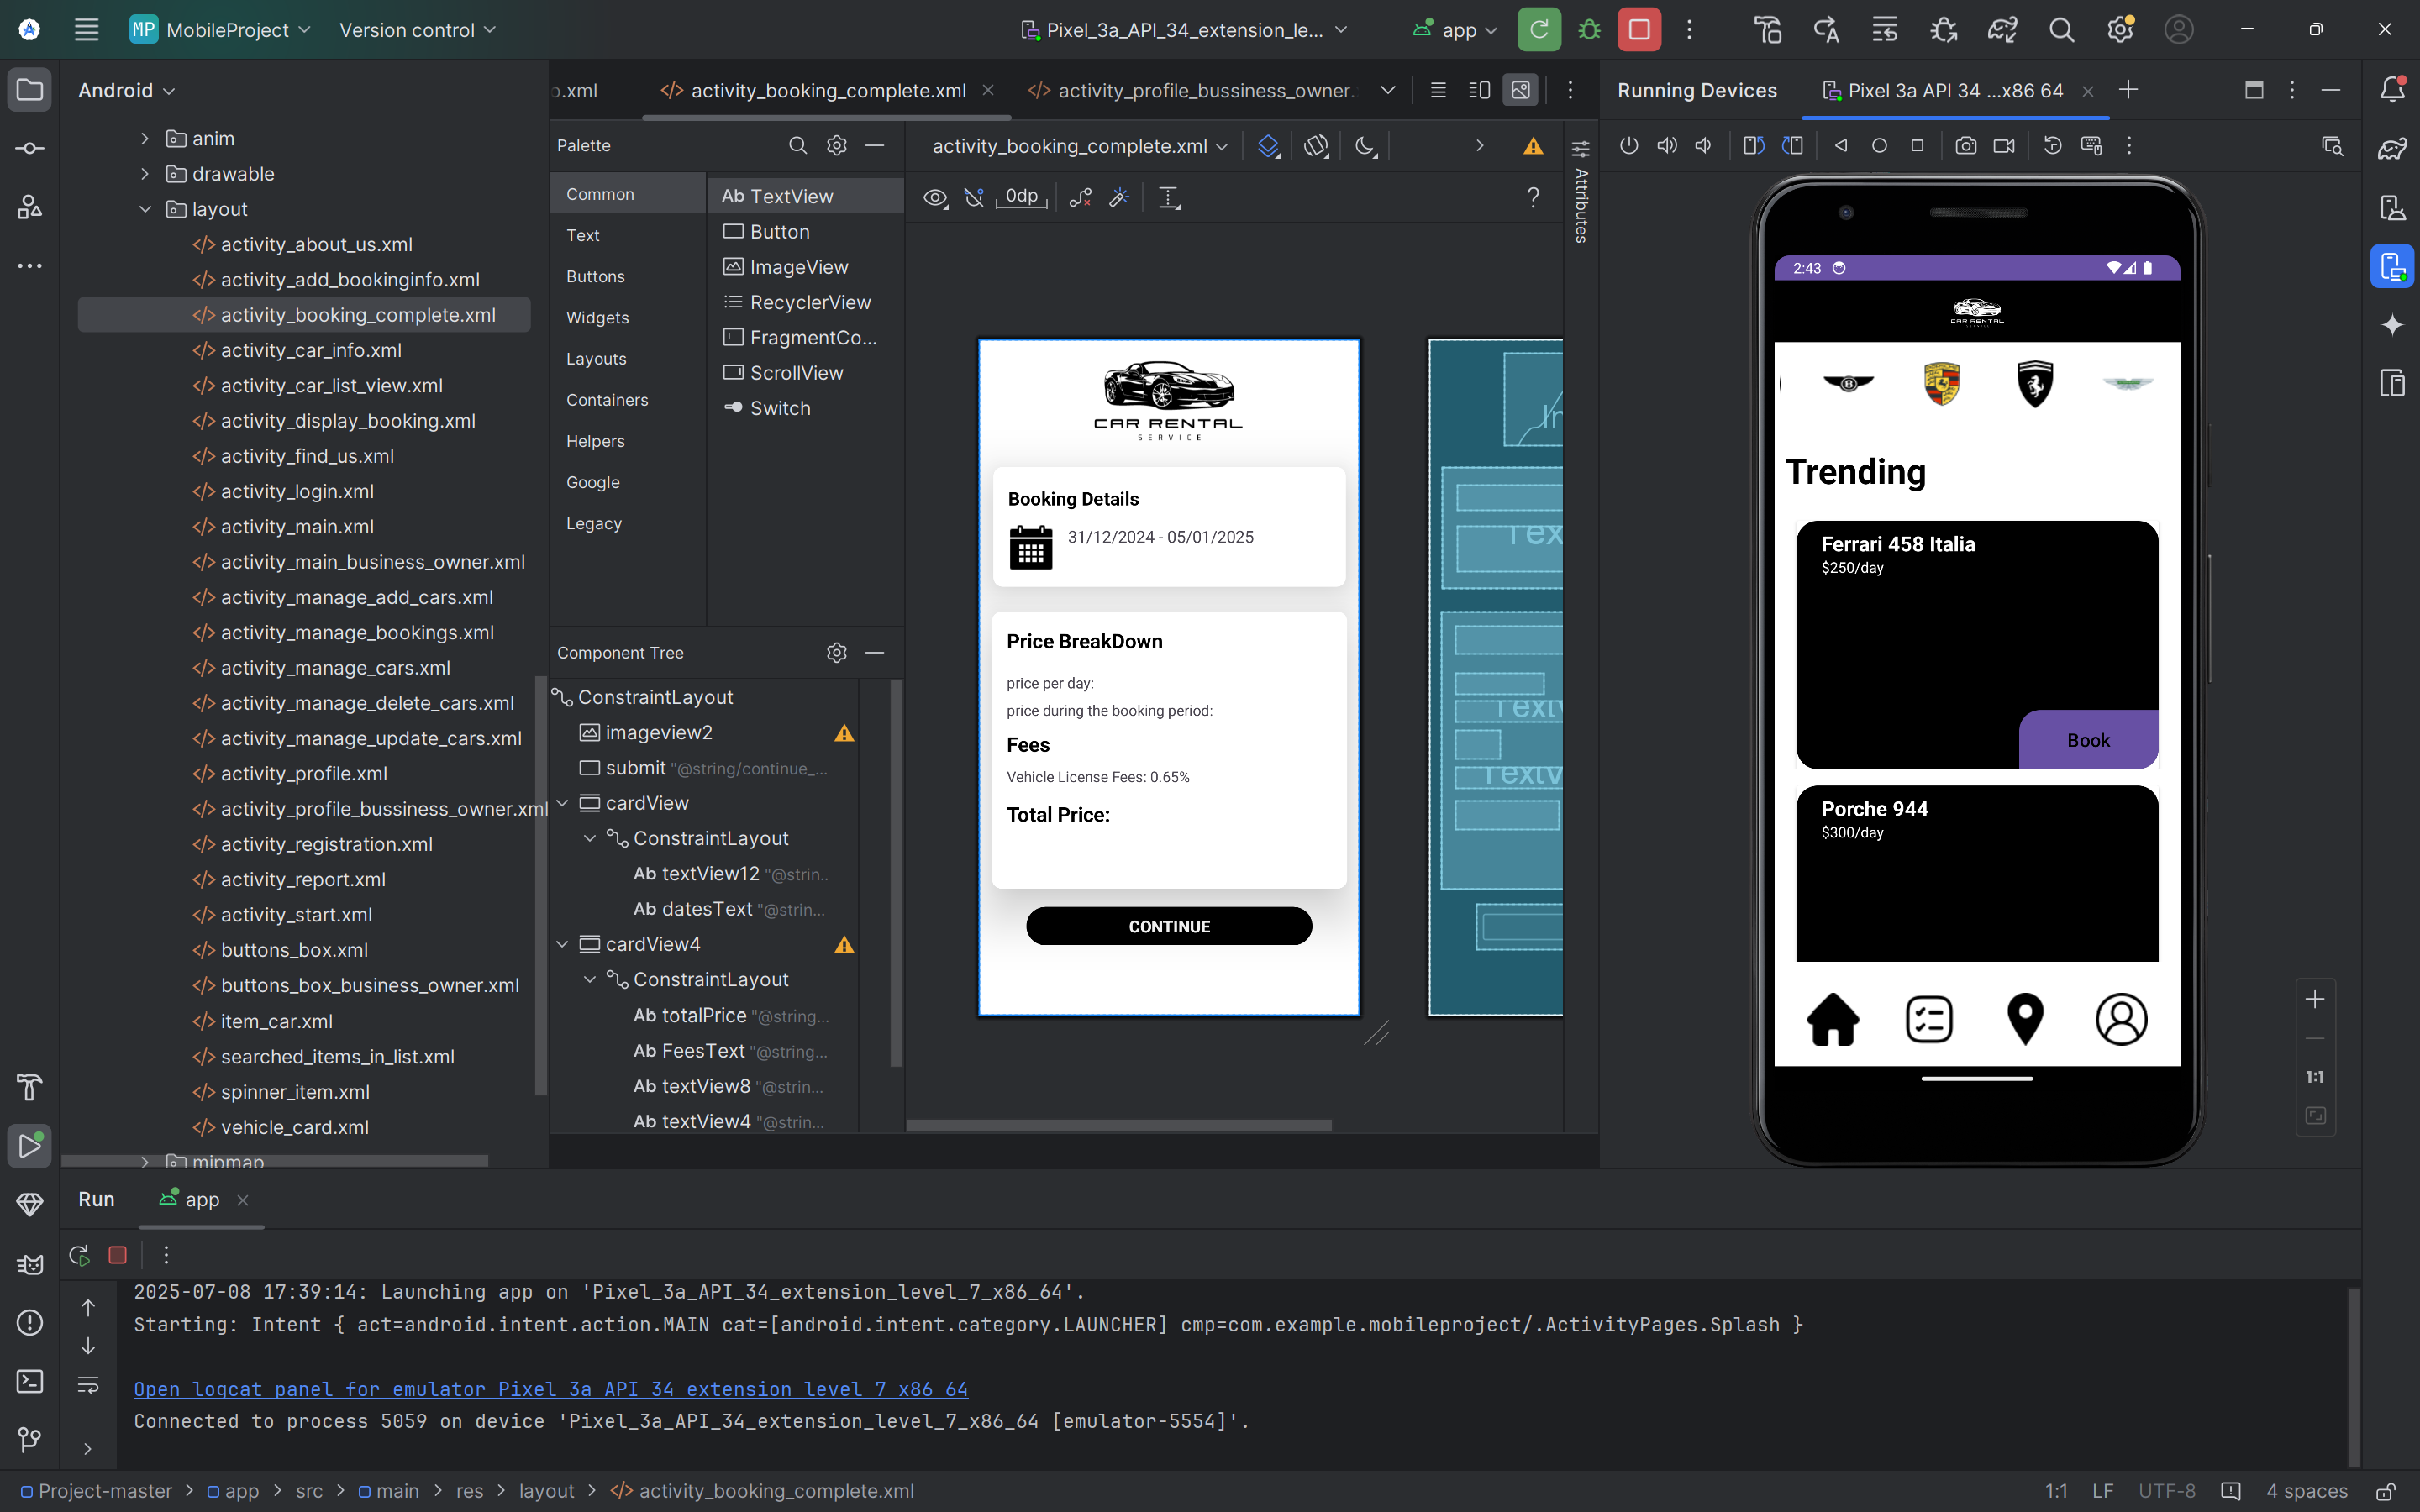 MP MobileProject
Version control
Pixel_3a_API_34_extension_le...
app
Android
anim
drawable
layout
activity_about_us.xml
activity_add_bookinginfo.xml
activity_booking_complete.xml
activity_car_info.xml
activity_car_list_view.xml
activity_display_booking.xml
activity_find_us.xml
activity_login.xml
activity_main.xml
activity_main_business_owner.xml
activity_manage_add_cars.xml
activity_manage_bookings.xml
activity_manage_cars.xml
activity_manage_delete_cars.xml
activity_manage_update_cars.xml
activity_profile.xml
activity_profile_bussiness_owner.xml
activity_registration.xml
activity_report.xml
activity_start.xml
buttons_box.xml
buttons_box_business_owner.xml
item_car.xml
searched_items_in_list.xml
spinner_item.xml
vehicle_card.xml
mipmap
o.xml
activity_booking_complete.xml
activity_profile_bussiness_owner.
Palette
Common
Text
Buttons
Widgets
Layouts
Containers
Helpers
Google
Legacy
Ab TextView
Button
ImageView
RecyclerView
FragmentCo...
ScrollView
Switch
Component Tree
ConstraintLayout
imageview2
submit "@string/continue_...
cardView
ConstraintLayout
Ab textView12 "@strin..
Ab datesText "@strin...
cardView4
ConstraintLayout
Ab totalPrice "@string...
Ab FeesText "@string...
Ab textView8 "@strin...
Ab textView4 "@strin...
activity_booking_complete.xml
0dp
?
Attributes
CAR RENTAL
SERVICE
Booking Details
31/12/2024 - 05/01/2025
Price BreakDown
price per day:
price during the booking period:
Fees
Vehicle License Fees: 0.65%
Total Price:
CONTINUE
Running Devices
Pixel 3a API 34 ...x86 64
2:43
CAR RENTAL
Trending
Ferrari 458 Italia
$250/day
Book
Porche 944
$300/day
1:1
Run
app
2025-07-08 17:39:14: Launching app on 'Pixel_3a_API_34_extension_level_7_x86_64'.
Starting: Intent { act=android.intent.action.MAIN cat=[android.intent.category.LAUNCHER] cmp=com.example.mobileproject/.ActivityPages.Splash }
Open logcat panel for emulator Pixel 3a API 34 extension level 7 x86 64
Connected to process 5059 on device 'Pixel_3a_API_34_extension_level_7_x86_64 [emulator-5554]'.
Project-master > app > src > main > res > layout > activity_booking_complete.xml
1:1 LF UTF-8 4 spaces